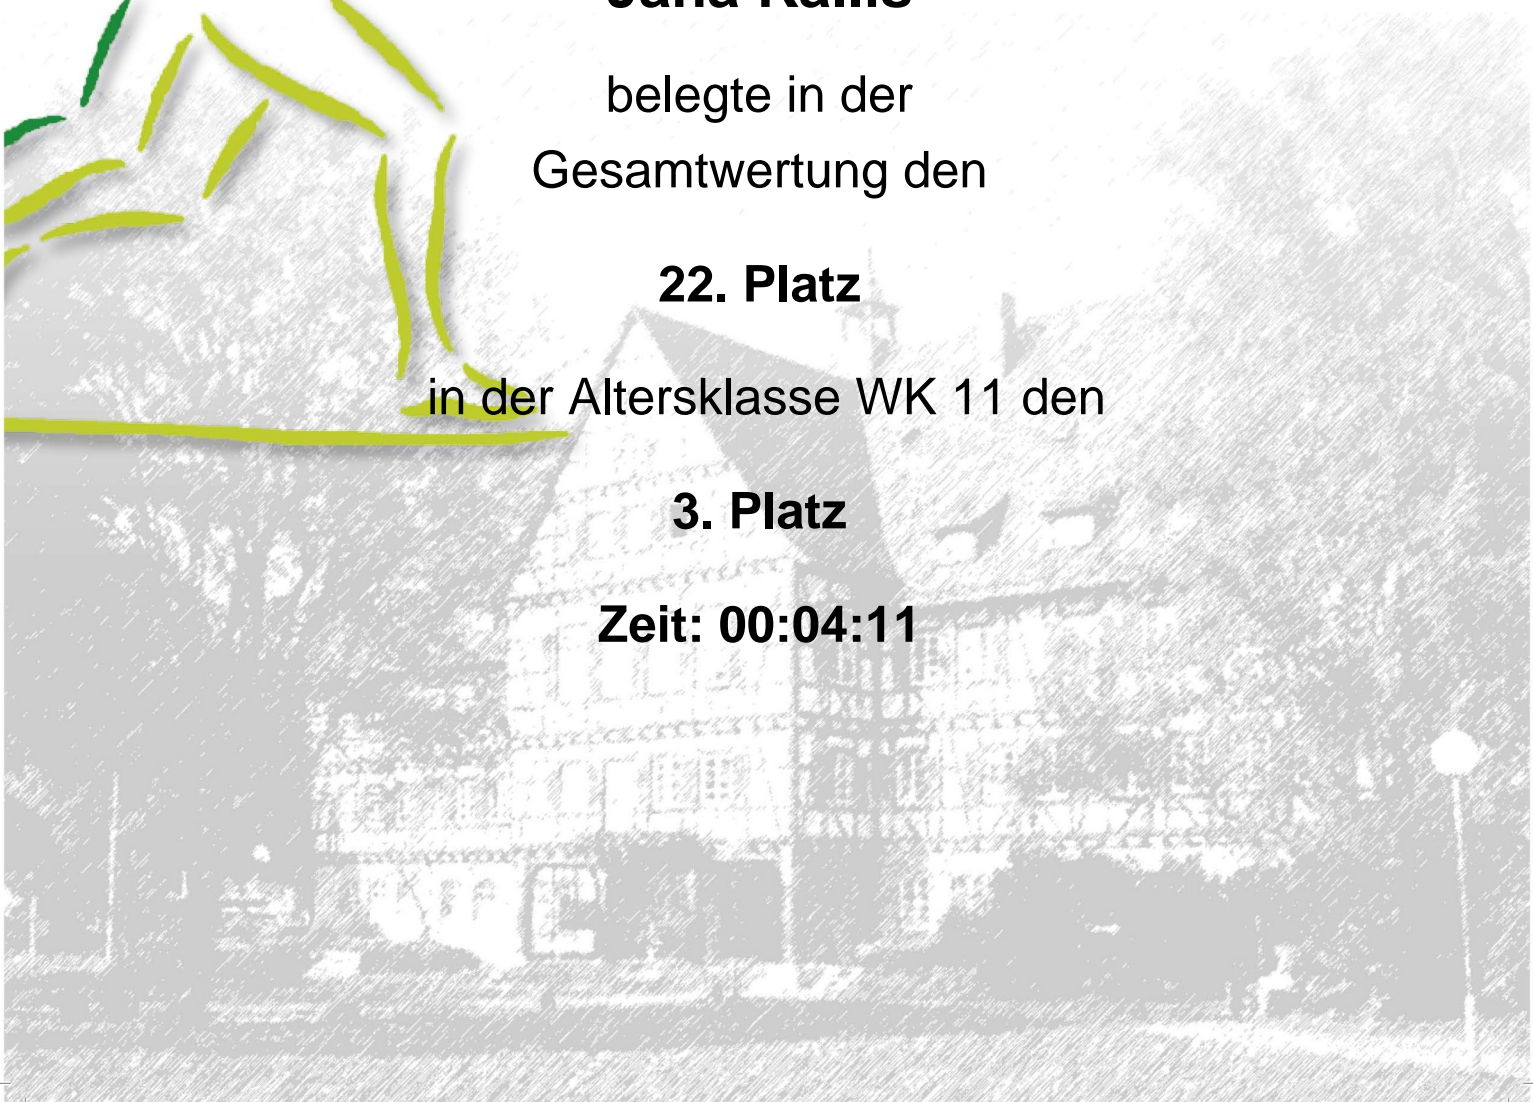 belegte in der
Gesamtwertung den
22. Platz
in der Altersklasse WK 11 den
3. Platz
Zeit: 00:04:11